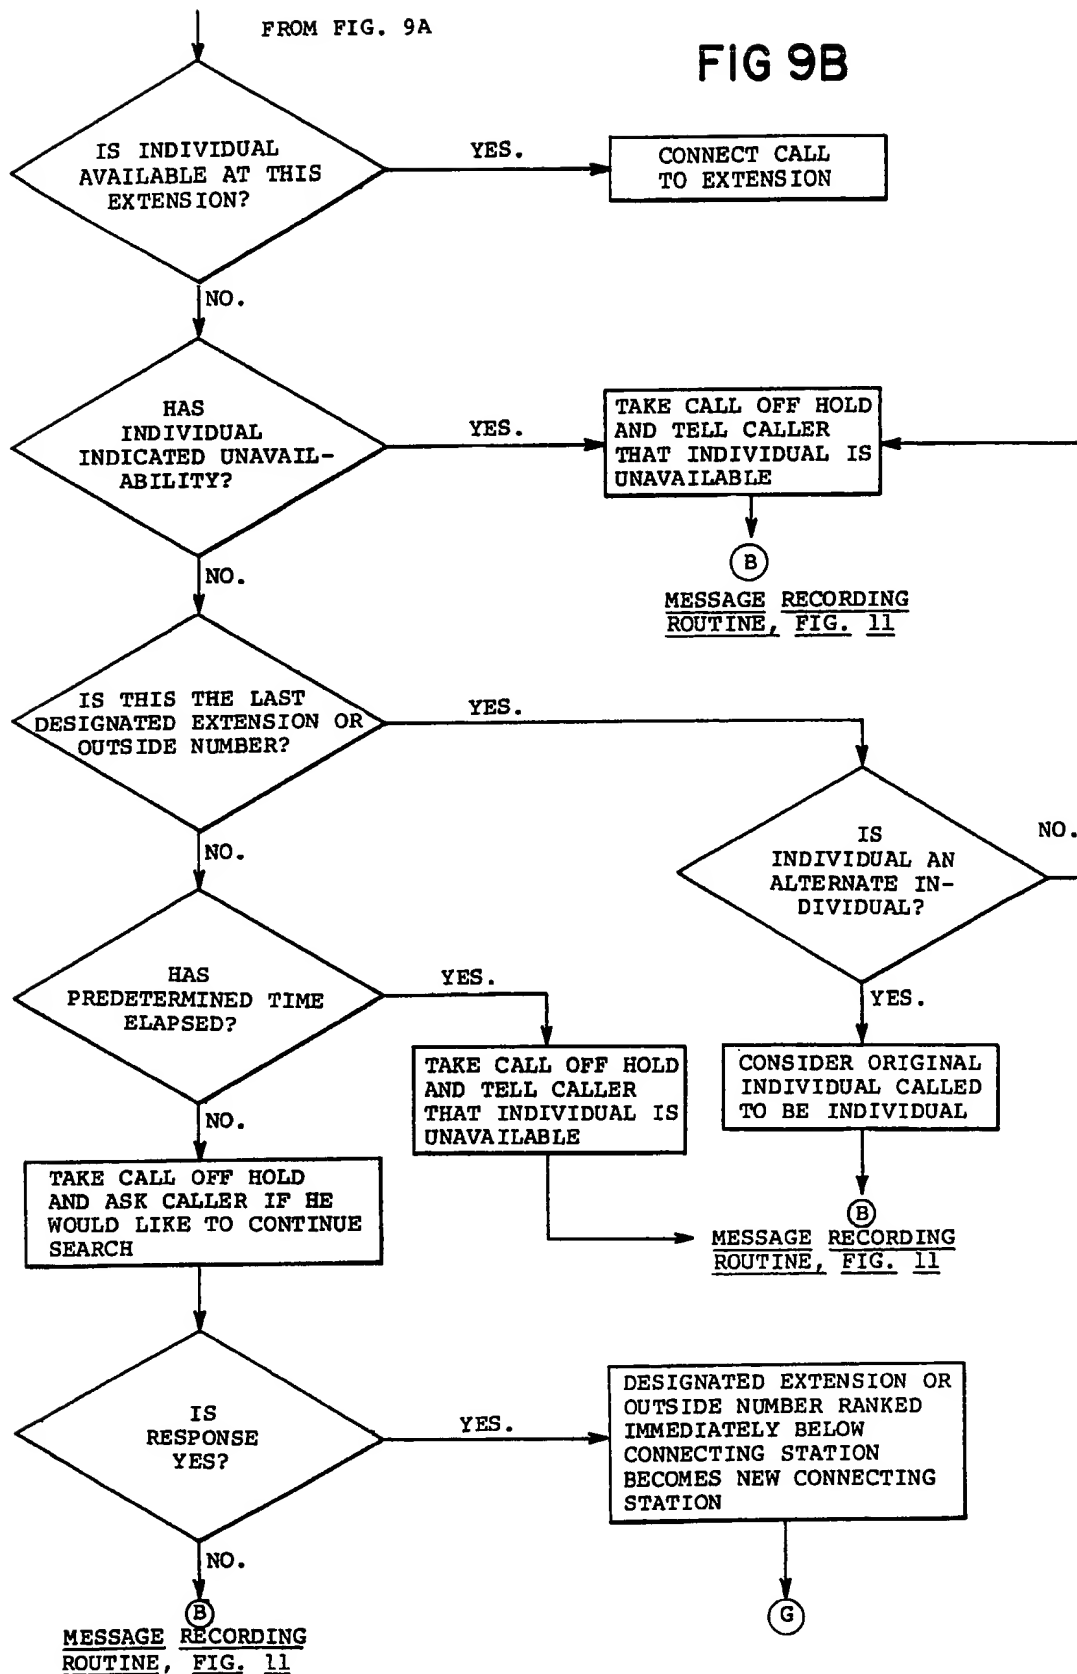 FROM FIG. 9A
FIG 9B
IS INDIVIDUAL
AVAILABLE AT THIS
EXTENSION?
YES.
CONNECT CALL
TO EXTENSION
NO.
HAS
INDIVIDUAL
INDICATED UNAVAIL-
ABILITY?
YES.
TAKE CALL OFF HOLD
AND TELL CALLER
THAT INDIVIDUAL IS
UNAVAILABLE
B
MESSAGE RECORDING
ROUTINE, FIG. 11
NO.
IS THIS THE LAST
DESIGNATED EXTENSION OR
OUTSIDE NUMBER?
YES.
IS
INDIVIDUAL AN
ALTERNATE IN-
DIVIDUAL?
NO.
YES.
CONSIDER ORIGINAL
INDIVIDUAL CALLED
TO BE INDIVIDUAL
B
MESSAGE RECORDING
ROUTINE, FIG. 11
NO.
HAS
PREDETERMINED TIME
ELAPSED?
YES.
TAKE CALL OFF HOLD
AND TELL CALLER
THAT INDIVIDUAL IS
UNAVAILABLE
NO.
TAKE CALL OFF HOLD
AND ASK CALLER IF HE
WOULD LIKE TO CONTINUE
SEARCH
IS
RESPONSE
YES?
YES.
DESIGNATED EXTENSION OR
OUTSIDE NUMBER RANKED
IMMEDIATELY BELOW
CONNECTING STATION
BECOMES NEW CONNECTING
STATION
G
NO.
B
MESSAGE RECORDING
ROUTINE, FIG. 11